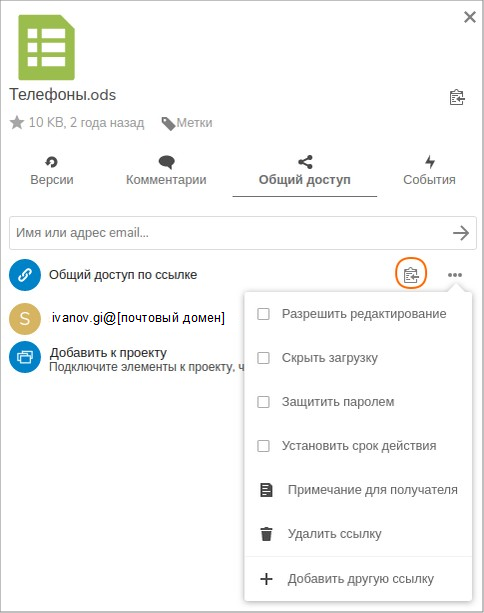 Телефоны.ods
10 KB, 2 года назад Метки
Версии Комментарии Общий доступ События
Имя или адрес email...
Общий доступ по ссылке
S ivanov.gi@[почтовый домен]
Добавить к проекту
Подключите элементы к проекту, ч
Разрешить редактирование
Скрыть загрузку
Защитить паролем
Установить срок действия
Примечание для получателя
Удалить ссылку
Добавить другую ссылку